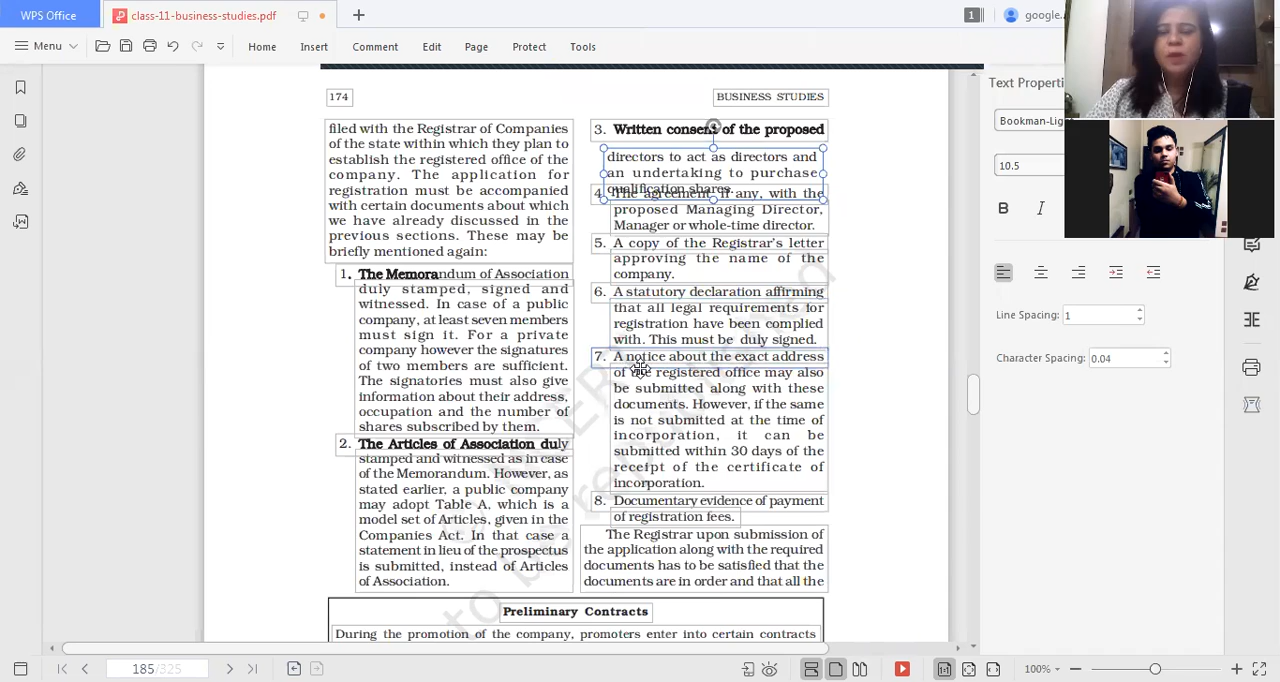 WPS Office
class-11-business-studies.pdf
1
google.
Menu
Home
Insert
Comment
Edit
Page
Protect
Tools
174
BUSINESS STUDIES
filed with the Registrar of Companies
of the state within which they plan to
establish the registered office of the
company. The application for
registration must be accompanied
with certain documents about which
we have already discussed in the
previous sections. These may be
briefly mentioned again:
1. The Memorandum of Association
duly stamped, signed and
witnessed. In case of a public
company, at least seven members
must sign it. For a private
company however the signatures
of two members are sufficient.
The signatories must also give
information about their address,
occupation and the number of
shares subscribed by them.
2. The Articles of Association duly
stamped and witnessed as in case
of the Memorandum. However, as
stated earlier, a public company
may adopt Table A, which is a
model set of Articles, given in the
Companies Act. In that case a
statement in lieu of the prospectus
is submitted, instead of Articles
of Association.
3. Written consent of the proposed
directors to act as directors and
an undertaking to purchase
qualification shares.
4. The agreement, if any, with the
proposed Managing Director,
Manager or whole-time director.
5. A copy of the Registrar's letter
approving the name of the
company.
6. A statutory declaration affirming
that all legal requirements for
registration have been complied
with. This must be duly signed.
7. A notice about the exact address
of the registered office may also
be submitted along with these
documents. However, if the same
is not submitted at the time of
incorporation, it can be
submitted within 30 days of the
receipt of the certificate of
incorporation.
8. Documentary evidence of payment
of registration fees.
The Registrar upon submission of
the application along with the required
documents has to be satisfied that the
documents are in order and that all the
Preliminary Contracts
During the promotion of the company, promoters enter into certain contracts
to be
Text Properti
Bookman-Lig
10.5
B
I
Line Spacing: 1
Character Spacing: 0.04
185/325
1:1
100%